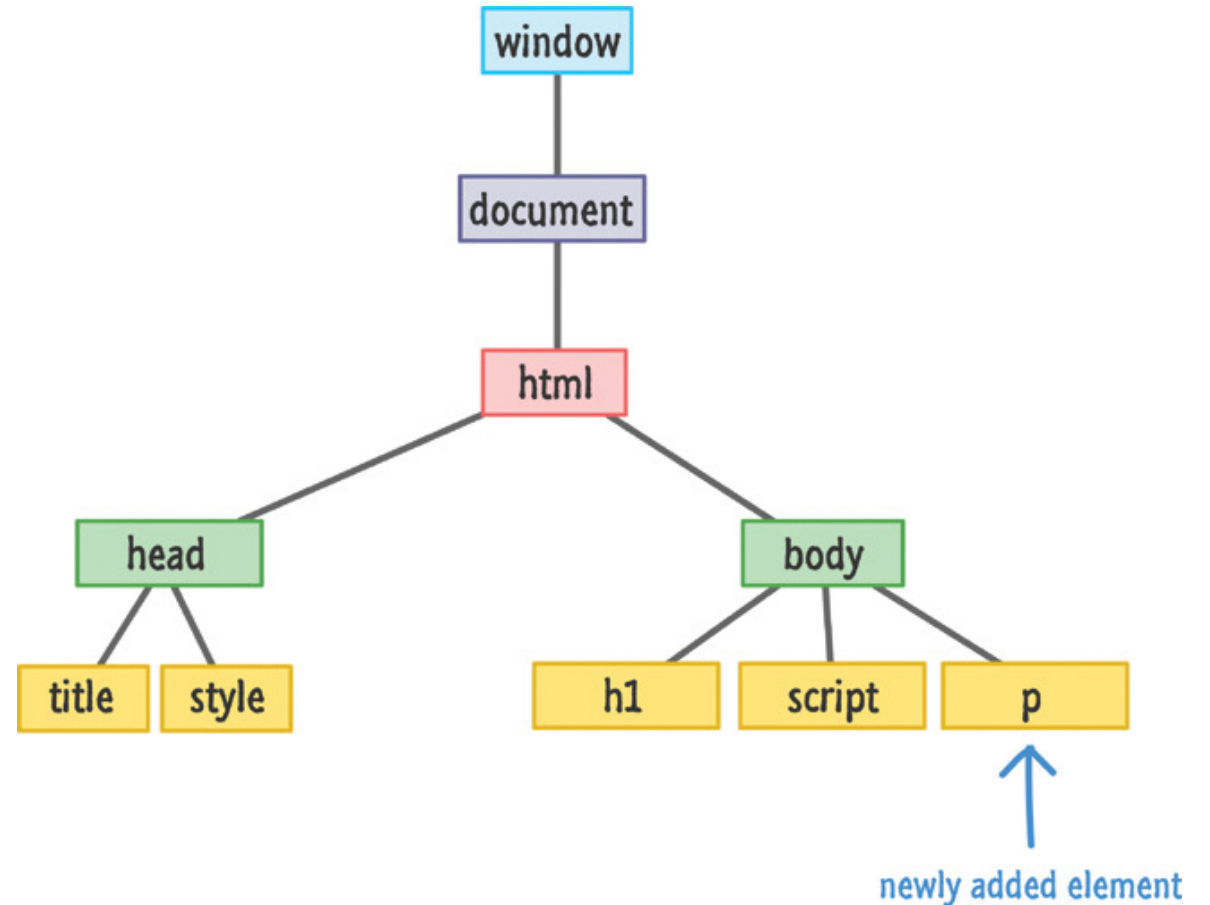 window
document
html
head
body
title
style
h1
script
p
newly added element